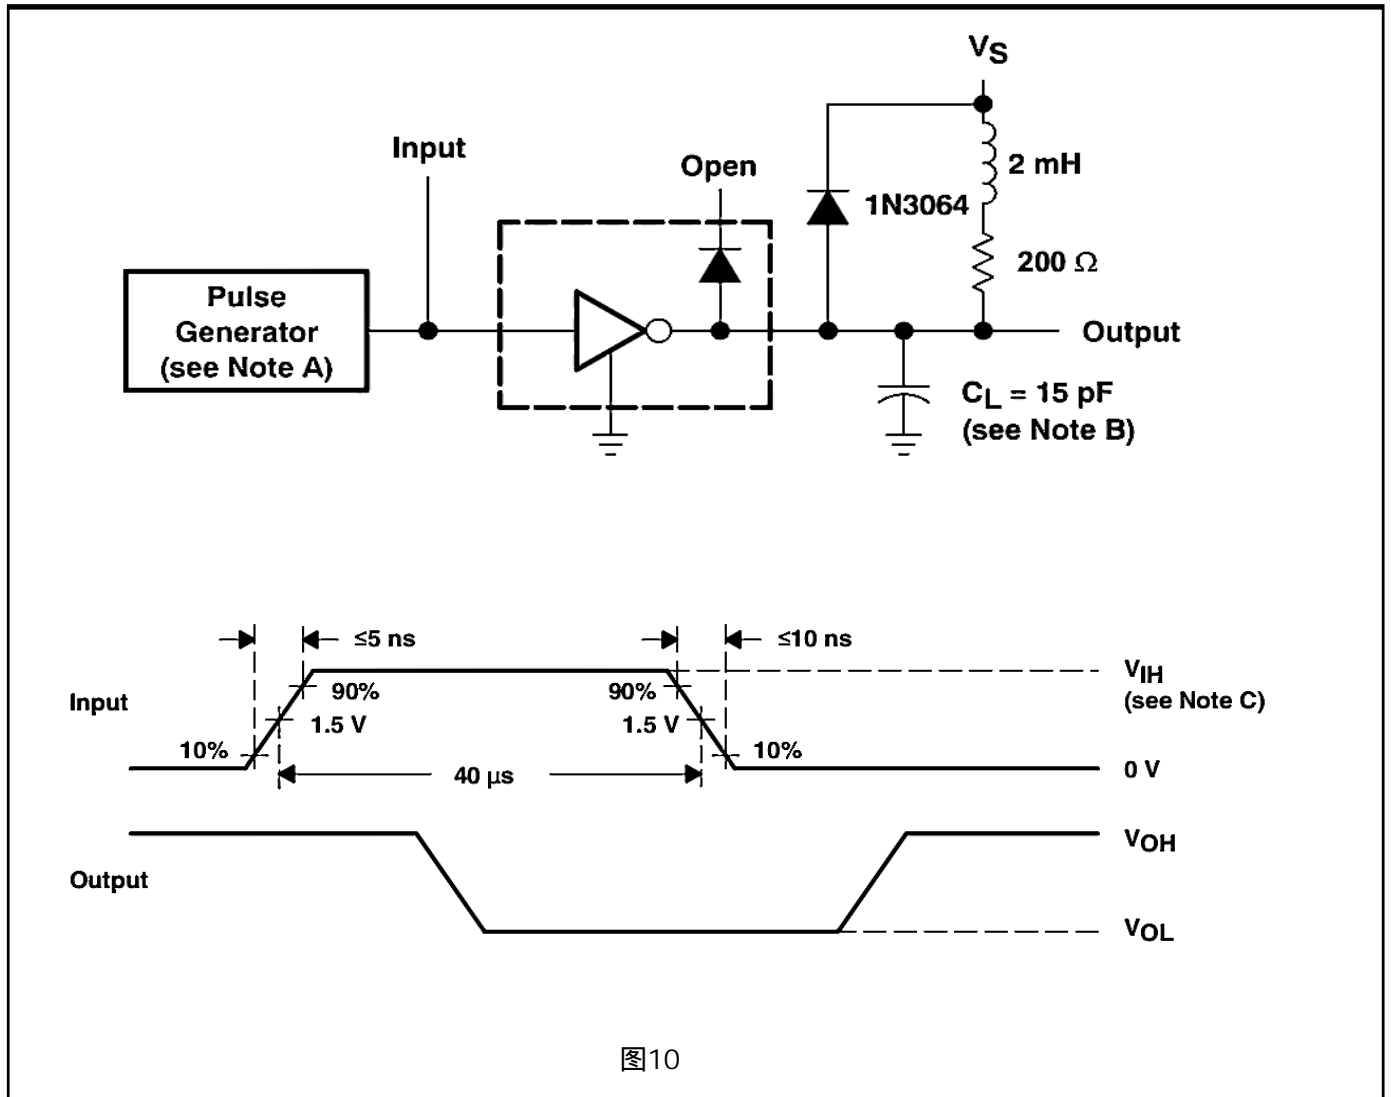 VS
Input
Open
2 mH
1N3064
200 Ω
Pulse
Generator
(see Note A)
Output
CL = 15 pF
(see Note B)
≤5 ns
≤10 ns
VIH
(see Note C)
Input
90%
90%
1.5 V
1.5 V
10%
10%
40 μs
0 V
VOH
Output
VOL
图10